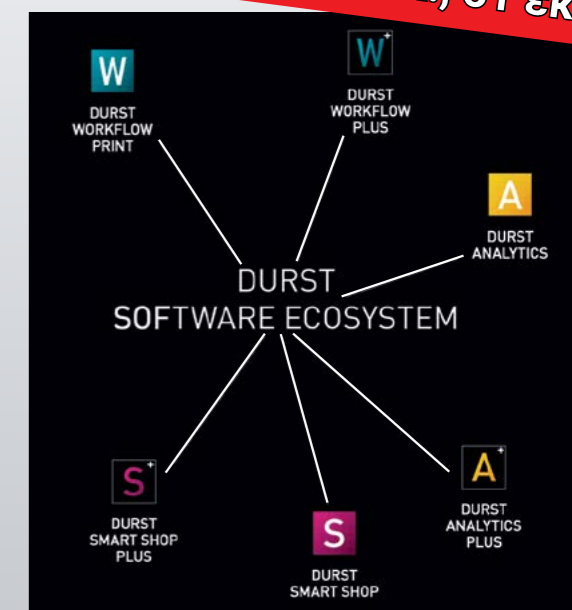 W
DURST
WORKFLOW
PRINT
W+
DURST
WORKFLOW
PLUS
A
DURST
ANALYTICS
DURST
SOFTWARE ECOSYSTEM
S+
DURST
SMART SHOP
PLUS
S
DURST
SMART SHOP
A+
DURST
ANALYTICS
PLUS